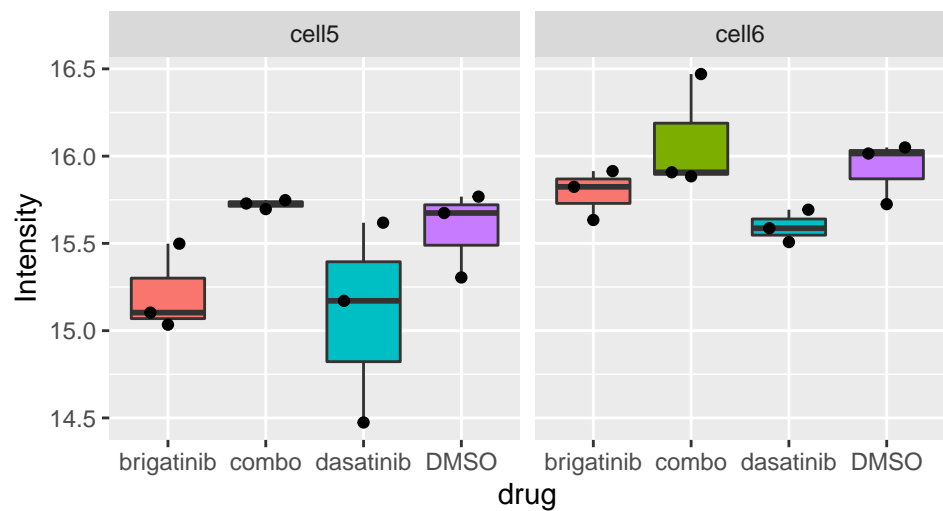 cell5 cell6
Intensity
16.5
16.0
15.5
15.0
14.5
brigatinib combo dasatinib DMSO brigatinib combo dasatinib DMSO
drug